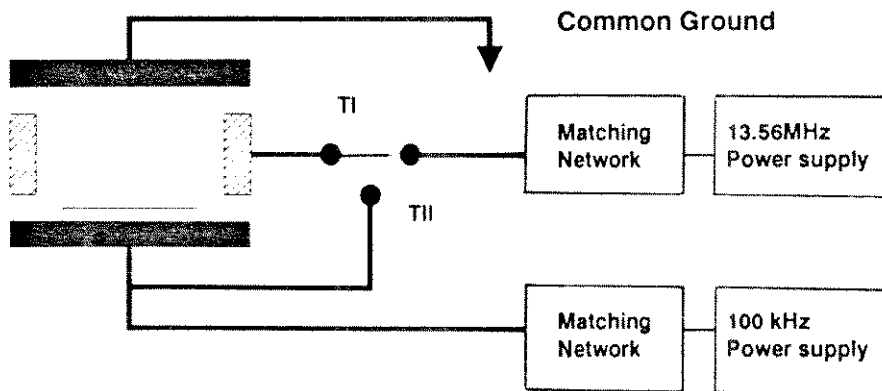 Common Ground
TI
Matching
Network
13.56MHz
Power supply
TII
Matching
Network
100 kHz
Power supply